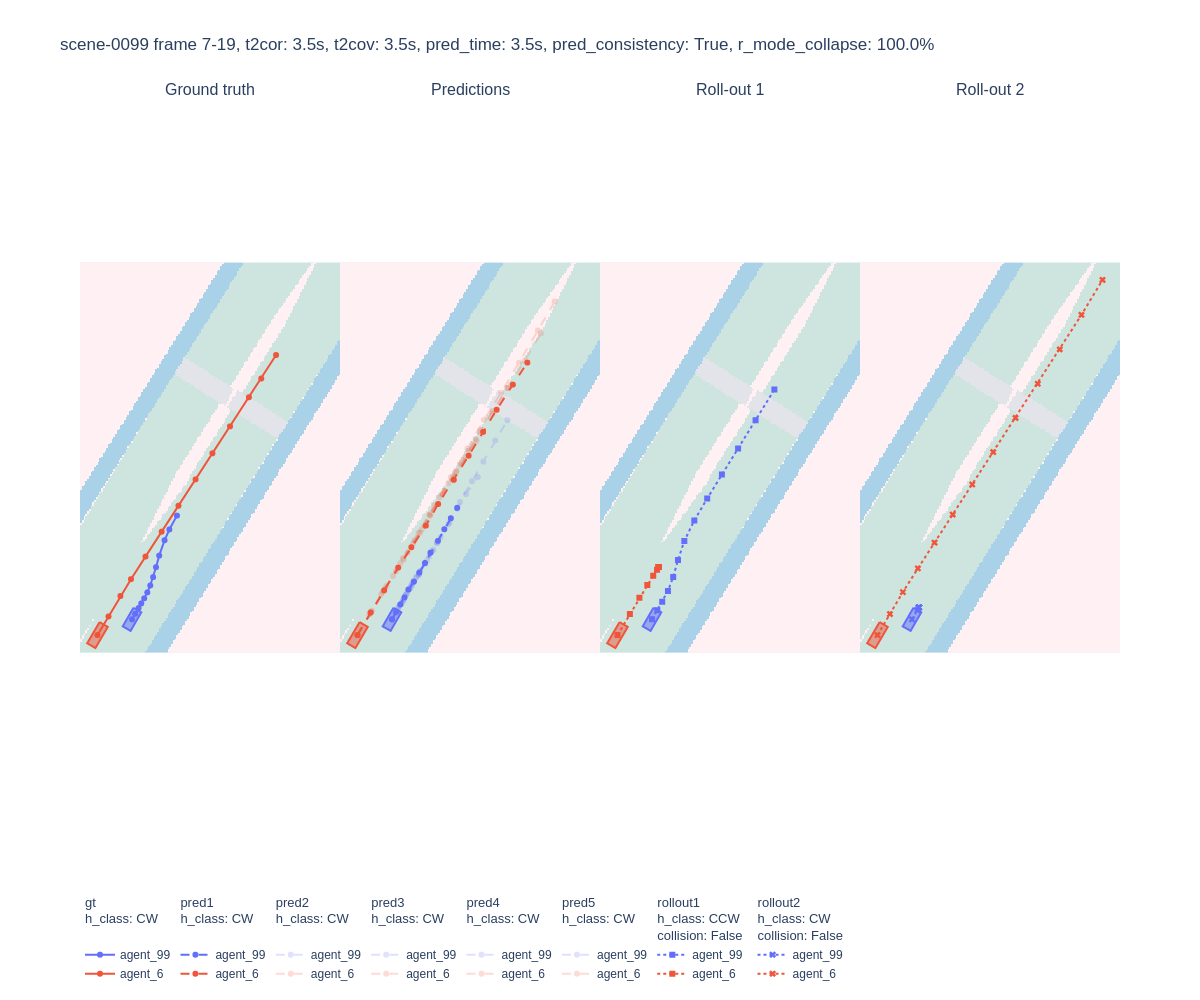 scene-0099 frame 7-19, t2cor: 3.5s, t2cov: 3.5s, pred_time: 3.5s, pred_consistency: True, r_mode_collapse: 100.0%
Ground truth
Predictions
Roll-out 1
Roll-out 2
gt
h_class: CW
agent_99
agent_6
pred1
h_class: CW
agent_99
agent_6
pred2
h_class: CW
agent_99
agent_6
pred3
h_class: CW
agent_99
agent_6
pred4
h_class: CW
agent_99
agent_6
pred5
h_class: CW
agent_99
agent_6
rollout1
h_class: CCW
collision: False
agent_99
agent_6
rollout2
h_class: CW
collision: False
agent_99
agent_6